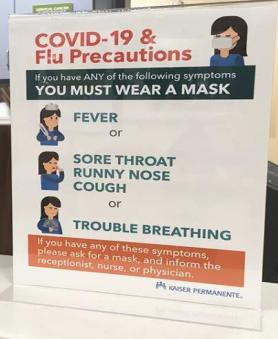 COVID-19 &
Flu Precautions
If you have ANY of the following symptoms
YOU MUST WEAR A MASK
FEVER
or
SORE THROAT
RUNNY NOSE
COUGH
or
TROUBLE BREATHING
If you have any of these symptoms,
please ask for a mask, and inform the
receptionist, nurse, or physician.
KAISER PERMANENTE®